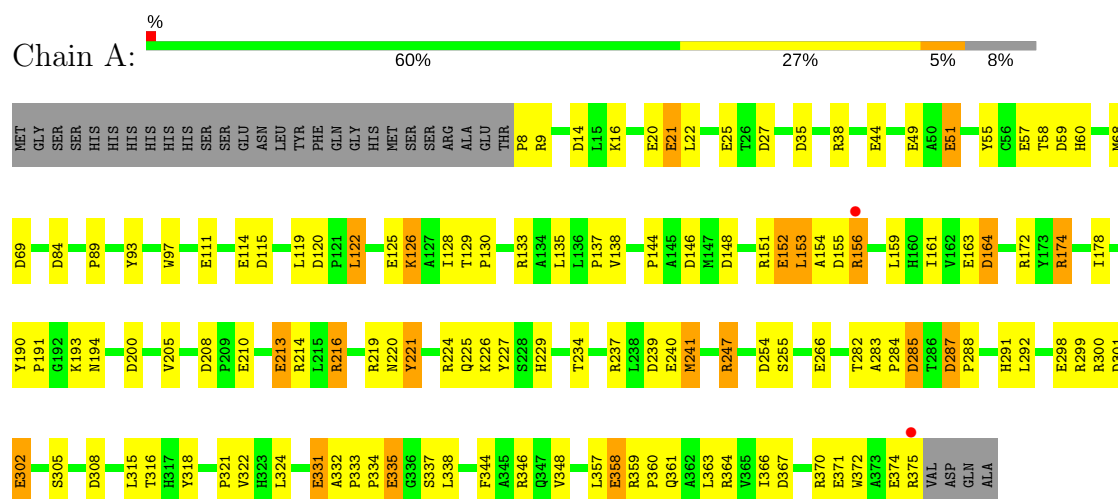 %
Chain A:
60% 27% 5% 8%
MET GLY SER SER HIS HIS HIS HIS HIS HIS SER SER GLU ASN LEU TYR PHE GLN GLY HIS MET SER SER ARG ALA GLU THR P8 R9 D14 L15 K16 E20 E21 L22 E25 T26 D27 D35 R38 E44 E49 A50 E51 Y55 C56 E57 T58 D59 H60 M68
D69 D84 P89 Y93 W97 E111 E114 D115 L119 D120 P121 L122 E125 K126 A127 I128 T129 P130 R133 A134 L135 L136 P137 V138 P144 A145 D146 M147 D148 R151 E152 L153 A154 D155 R156 L159 H160 I161 V162 E163 D164 R172 Y173 R174 I178
Y190 P191 G192 K193 N194 D200 V205 D208 P209 E210 E213 R214 L215 R216 R219 N220 Y221 R224 Q225 K226 Y227 S228 H229 T234 R237 L238 D239 E240 M241 R247 D254 S255 E266 T282 A283 P284 D285 T286 D287 P288 H291 L292 E298 R299 R300 D301
E302 S305 D308 L315 T316 H317 Y318 P321 V322 H323 L324 E331 A332 P333 P334 E335 G336 S337 L338 F344 A345 R346 Q347 V348 L357 E358 R359 P360 Q361 A362 L363 R364 V365 I366 D367 R370 E371 W372 A373 E374 R375 VAL ASP GLN ALA